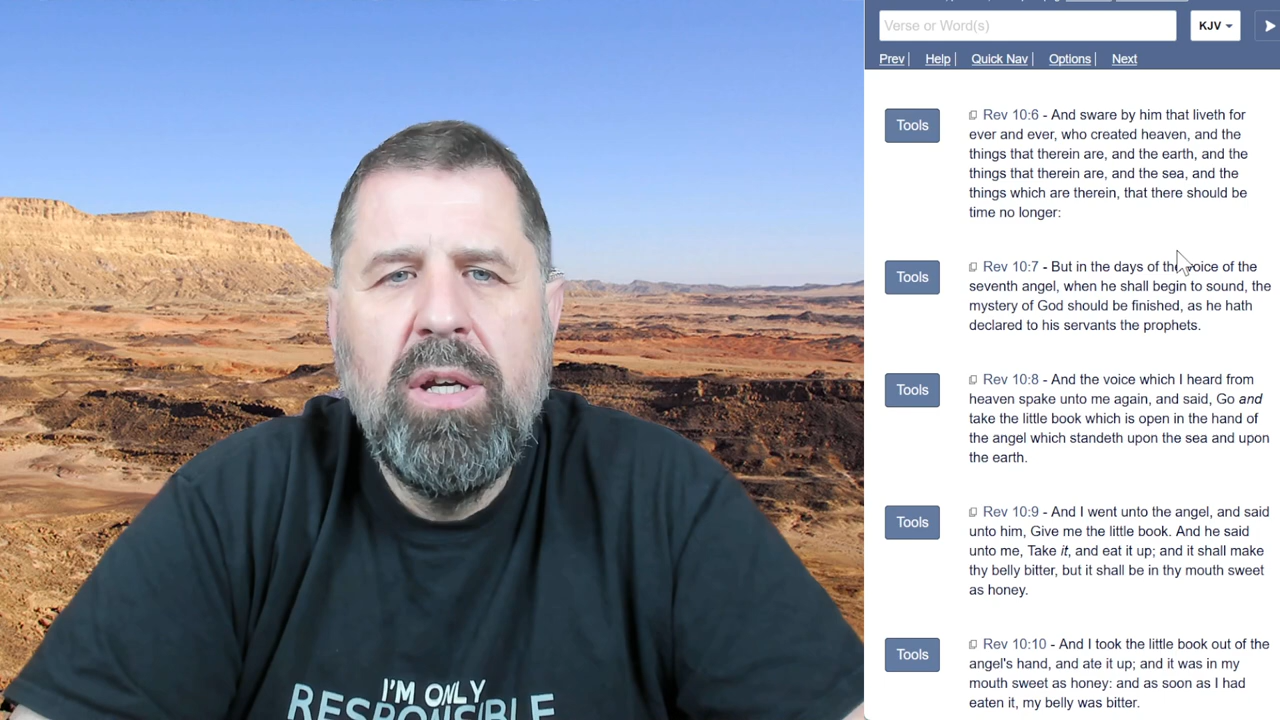 Verse or Word(s)
KJV
Prev | Help | Quick Nav | Options | Next
Tools
Rev 10:6 - And sware by him that liveth for
ever and ever, who created heaven, and the
things that therein are, and the earth, and the
things that therein are, and the sea, and the
things which are therein, that there should be
time no longer:
Tools
Rev 10:7 - But in the days of the voice of the
seventh angel, when he shall begin to sound, the
mystery of God should be finished, as he hath
declared to his servants the prophets.
Tools
Rev 10:8 - And the voice which I heard from
heaven spake unto me again, and said, Go and
take the little book which is open in the hand of
the angel which standeth upon the sea and upon
the earth.
Tools
Rev 10:9 - And I went unto the angel, and said
unto him, Give me the little book. And he said
unto me, Take it, and eat it up; and it shall make
thy belly bitter, but it shall be in thy mouth sweet
as honey.
Tools
Rev 10:10 - And I took the little book out of the
angel's hand, and ate it up; and it was in my
mouth sweet as honey: and as soon as I had
eaten it, my belly was bitter.
I'M ONLY
RESPONSIBLE